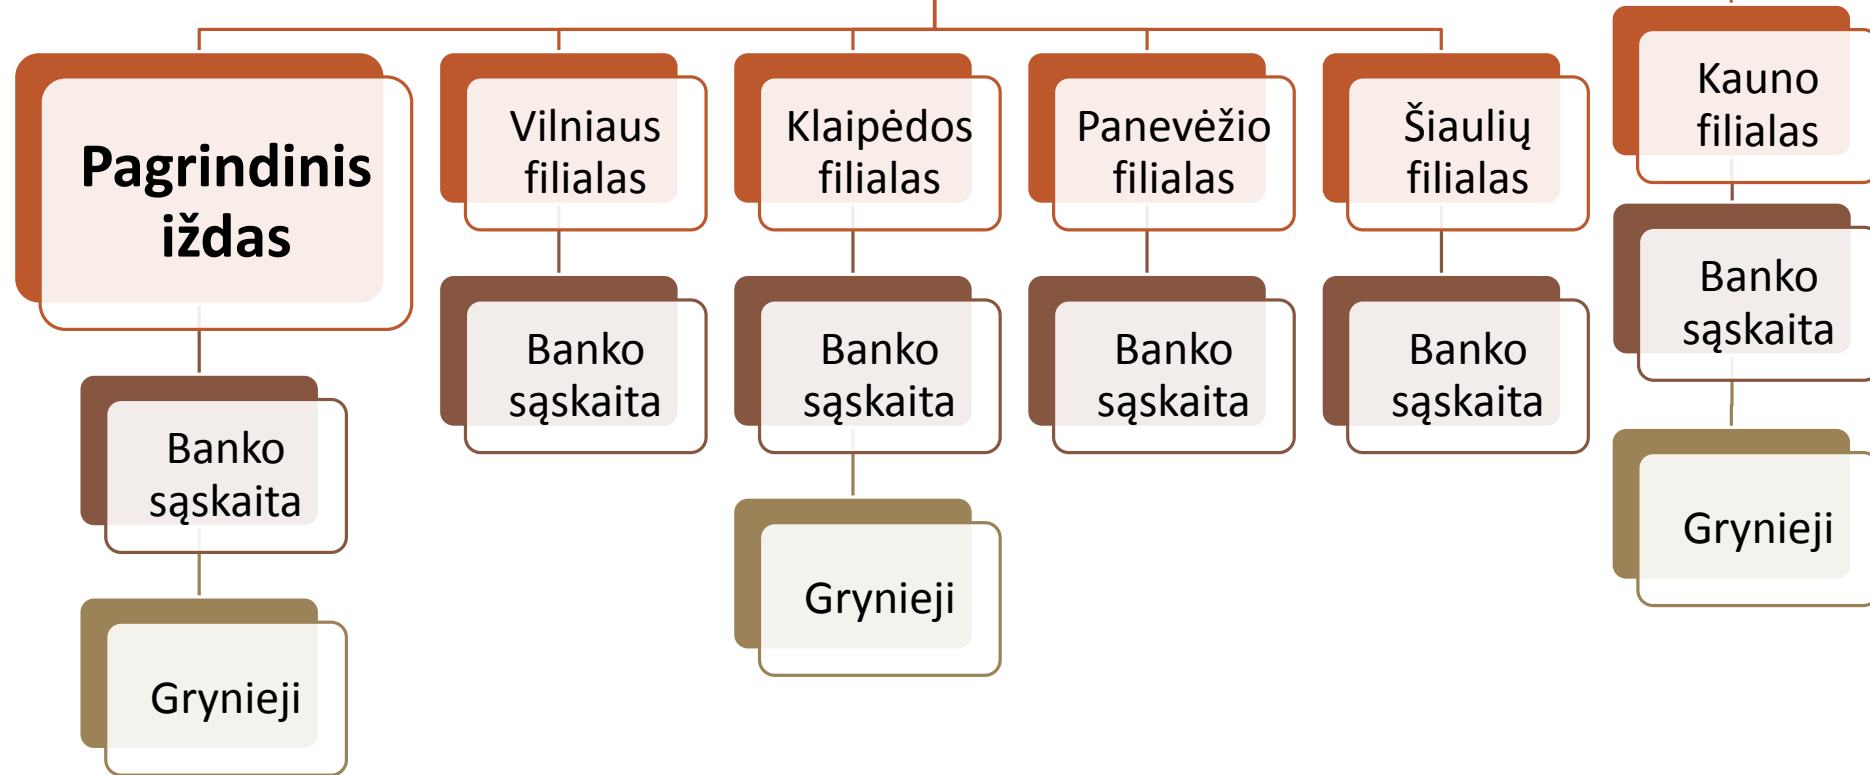 Pagrindinis
iždas
Banko
sąskaita
Grynieji
Vilniaus
filialas
Banko
sąskaita
Klaipėdos
filialas
Banko
sąskaita
Grynieji
Panevėžio
filialas
Banko
sąskaita
Šiaulių
filialas
Banko
sąskaita
Kauno
filialas
Banko
sąskaita
Grynieji